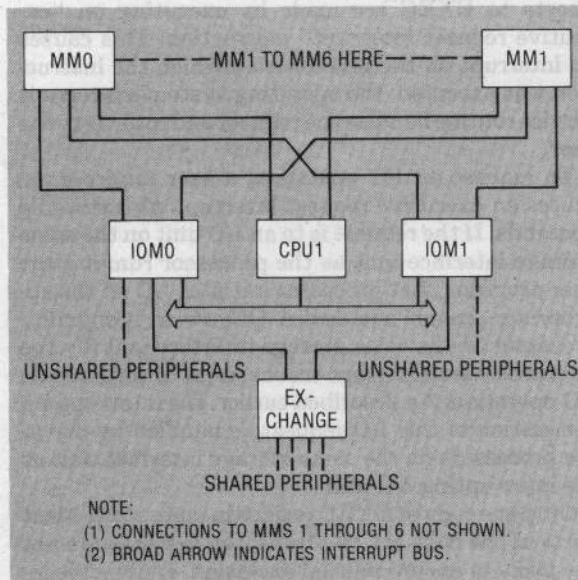 MM0 MM1 TO MM6 HERE MM1
IOM0 CPU1 IOM1
UNSHARED PERIPHERALS UNSHARED PERIPHERALS
EX-
CHANGE
SHARED PERIPHERALS
NOTE:
(1) CONNECTIONS TO MMS 1 THROUGH 6 NOT SHOWN.
(2) BROAD ARROW INDICATES INTERRUPT BUS.